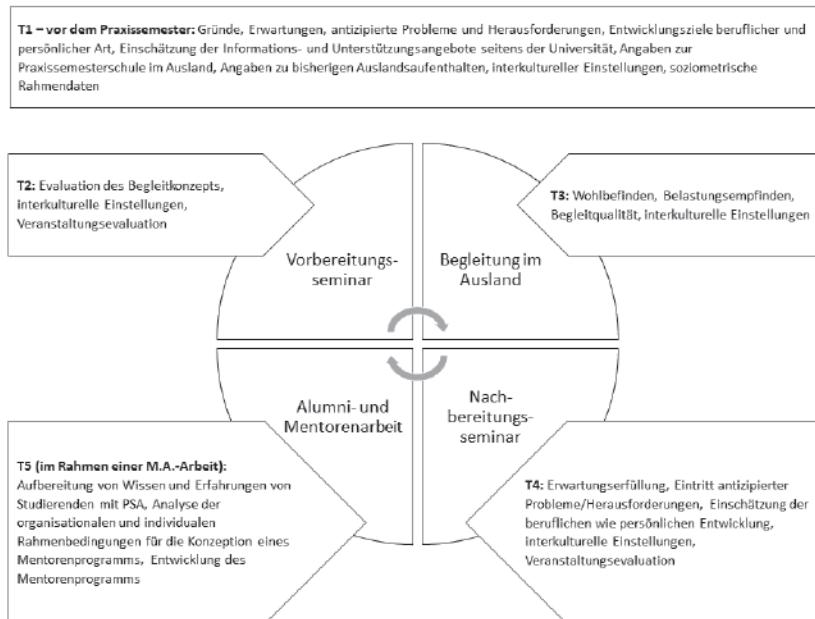 T1 – vor dem Praxissemester: Gründe, Erwartungen, antizipierte Probleme und Herausforderungen, Entwicklungsziele beruflicher und
persönlicher Art, Einschätzung der Informations- und Unterstützungsangebote seitens der Universität, Angaben zur
Praxissemesterschule im Ausland, Angaben zu bisherigen Auslandsaufenthalten, interkultureller Einstellungen, soziometrische
Rahmendaten
T2: Evaluation des Begleitkonzepts,
interkulturelle Einstellungen,
Veranstaltungsevaluation
T3: Wohlbefinden, Belastungsempfinden,
Begleitqualität, interkulturelle Einstellungen
Vorbereitungs-
seminar
Begleitung im
Ausland
Alumni- und
Mentorenarbeit
Nach-
bereitungs-
seminar
T5 (im Rahmen einer M.A.-Arbeit):
Aufbereitung von Wissen und Erfahrungen von
Studierenden mit PSA, Analyse der
organisationalen und individualen
Rahmenbedingungen für die Konzeption eines
Mentorenprogramms, Entwicklung des
Mentorenprogramms
T4: Erwartungserfüllung, Eintritt antizipierter
Probleme/Herausforderungen, Einschätzung der
beruflichen wie persönlichen Entwicklung,
interkulturelle Einstellungen,
Veranstaltungsevaluation